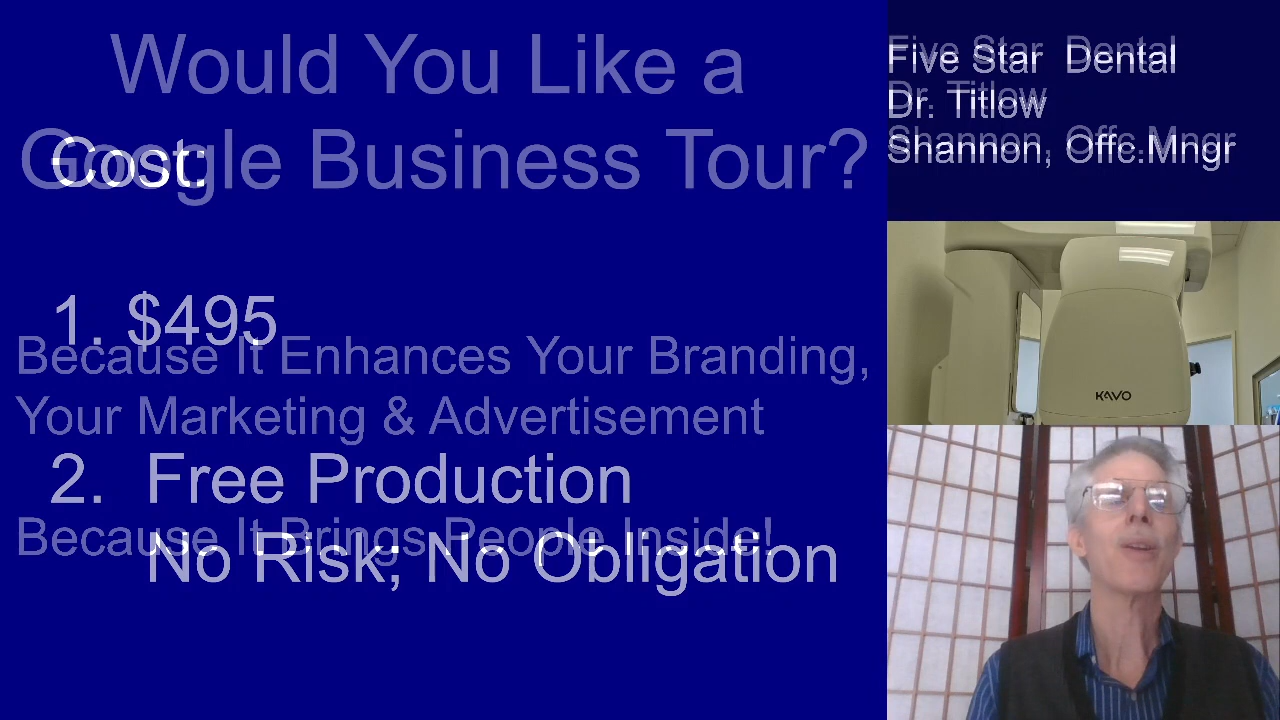 Would You Like a
Google Business Tour?
Cost:
1. $495
Because It Enhances Your Branding,
Your Marketing & Advertisement
2. Free Production
Because It Brings People Inside!
No Risk; No Obligation
Five Star Dental
Dr. Titlow
Shannon, Offc.Mngr
KAVO